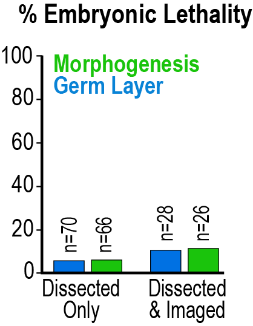 % Embryonic Lethality
100
80
60
40
20
0
Morphogenesis
Germ Layer
n=70
n=66
n=28
n=26
Dissected
Only
Dissected
& Imaged